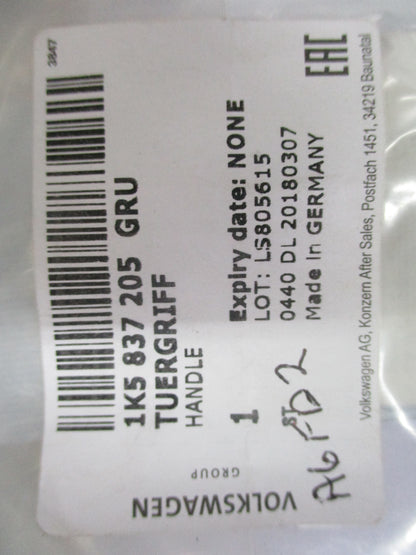 3847
1K5 837 205 GRU
TUERGRIFF
HANDLE
1 ST
Expiry date: NONE
LOT: LS805615
0440 DL 20180307
Made In GERMANY
EAC
VOLKSWAGEN
GROUP
Volkswagen AG, Konzern After Sales, Postfach 1451, 34219 Baunatal